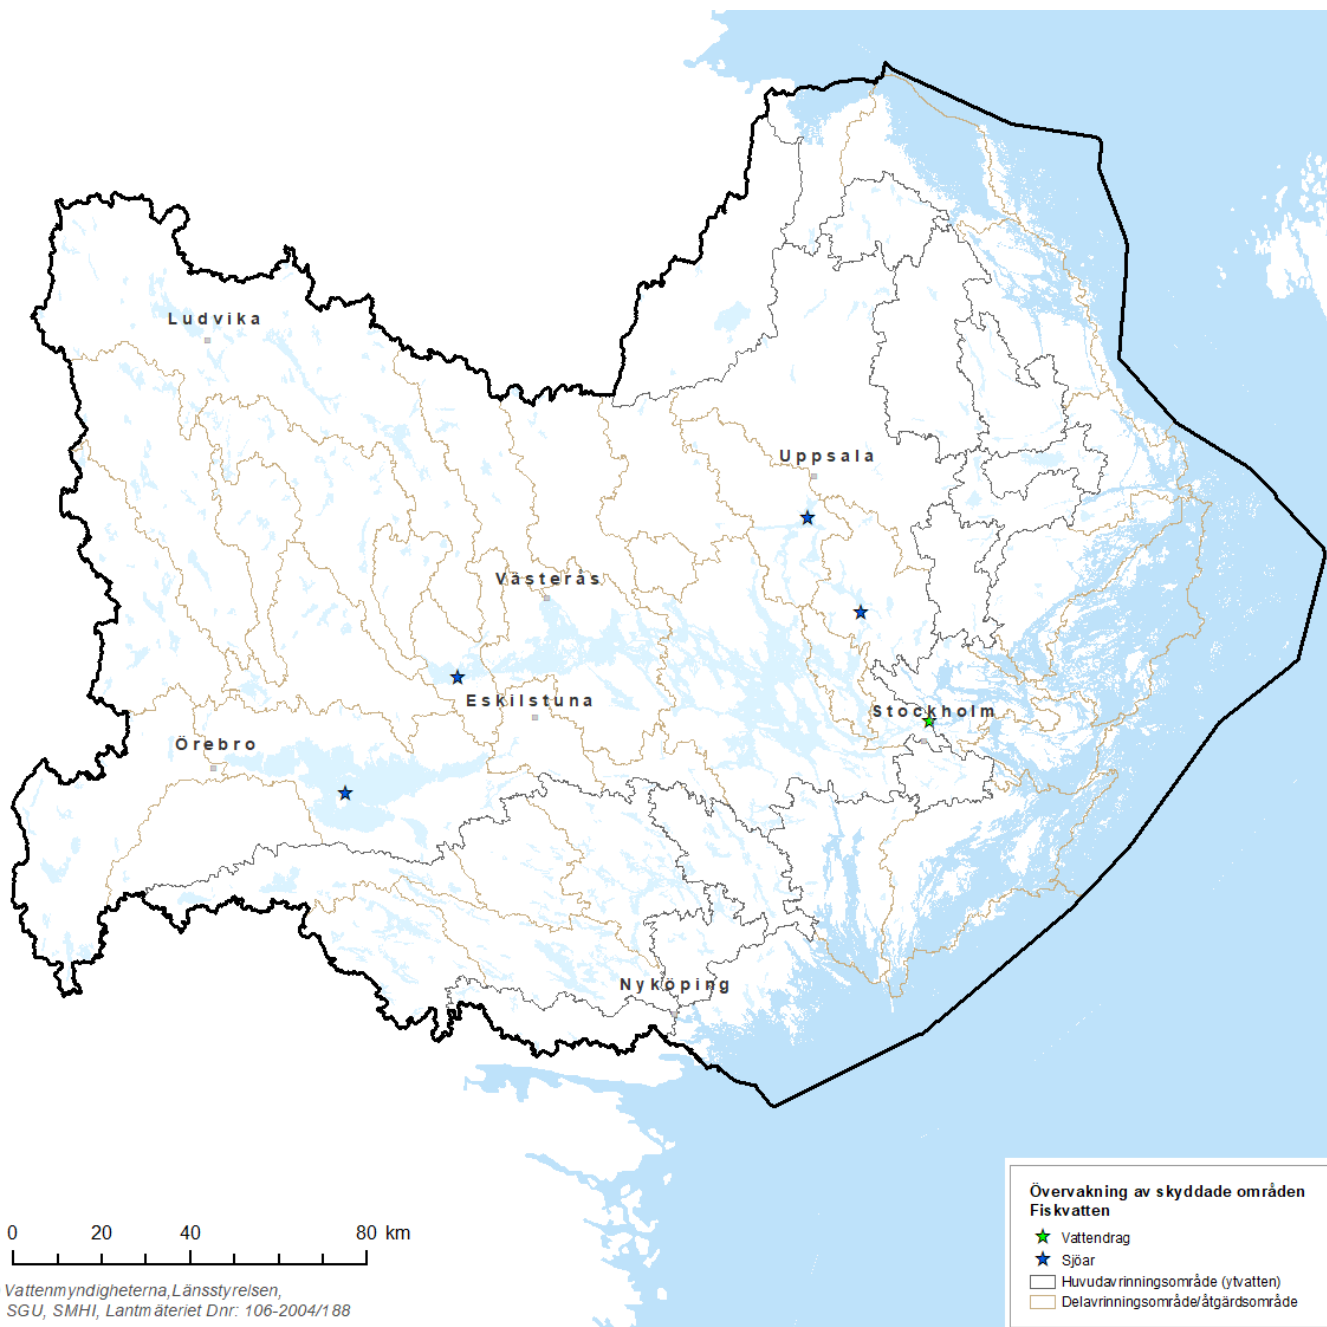 Ludvika
Uppsala
Västerås
Eskilstuna
Stockholm
Örebro
Nyköping
0 20 40 80 km
Vattenmyndigheterna,Länsstyrelsen,
SGU, SMHI, Lantmäteriet Dnr: 106-2004/188
Övervakning av skyddade områden
Fiskvatten
Vattendrag
Sjöar
Huvudavrinningsområde (ytvatten)
Delavrinningsområde/åtgärdsområde